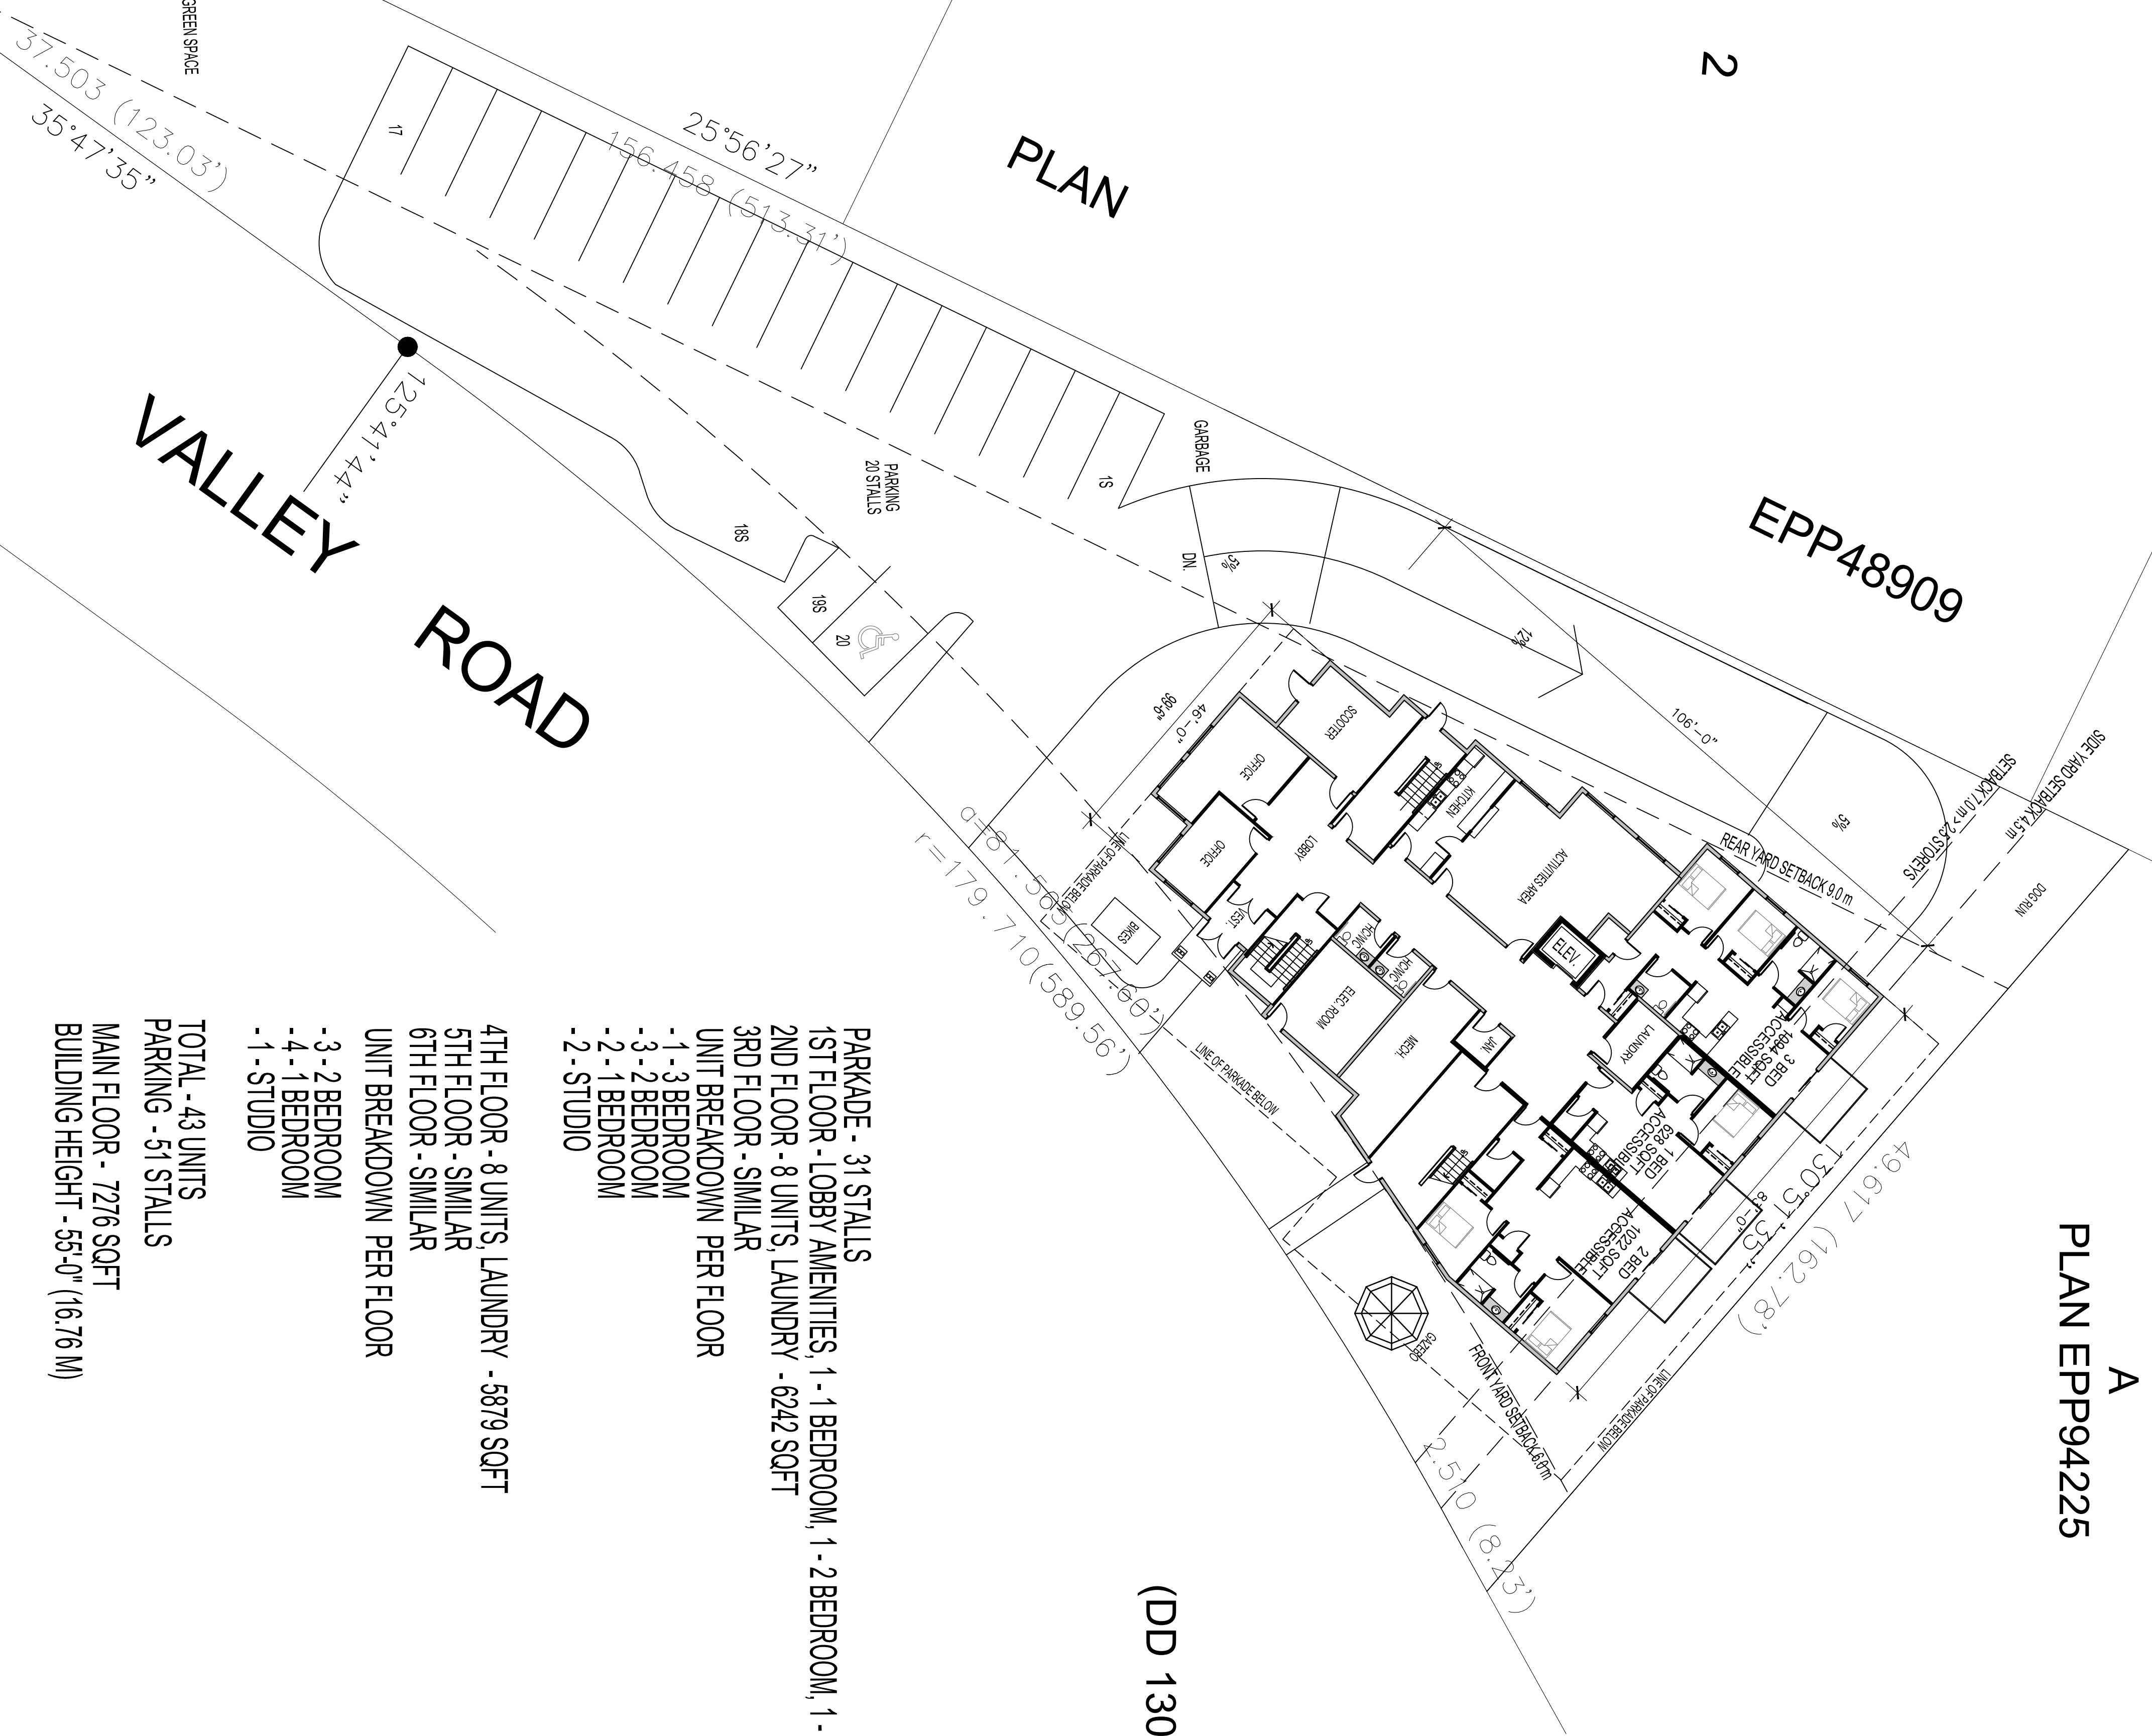 2
PLAN
EPP48909
A
PLAN EPP94225
(DD 130
VALLEY
ROAD
GREEN SPACE
37.503 (123.03')
35°47'35"
25°56'27"
156.458 (513.31')
125°41'44"
17
1S
18S
19S
20
PARKING
20 STALLS
GARBAGE
DN.
5%
12%
5%
106'-0"
99'-6"
46'-0"
SIDE YARD SETBACK 4.5 m
SETBACK 7.0 m > 2.5 STOREYS
REAR YARD SETBACK 9.0 m
DOG RUN
SCOOTER
OFFICE
OFFICE
LOBBY
KITCHEN
ACTIVITIES AREA
VEST.
BIKES
LINE OF PARKADE BELOW
HC/WC
HC/WC
ELEC. ROOM
MECH.
JAN.
ELEV.
LAUNDRY
3 BED
1094 SQFT
ACCESSIBLE
1 BED
628 SQFT
ACCESSIBLE
2 BED
1022 SQFT
ACCESSIBLE
130°51'35"
8'-0"
49.617 (162.78')
r=179.710(589.56')
LINE OF PARKADE BELOW
GAZEBO
FRONT YARD SETBACK 6.0 m
LINE OF PARKADE BELOW
2.510 (8.23')
PARKADE - 31 STALLS
1ST FLOOR - LOBBY AMENITIES, 1 - 1 BEDROOM, 1 - 2 BEDROOM, 1 -
2ND FLOOR - 8 UNITS, LAUNDRY - 6242 SQFT
3RD FLOOR - SIMILAR
UNIT BREAKDOWN PER FLOOR
- 1 - 3 BEDROOM
- 3 - 2 BEDROOM
- 2 - 1 BEDROOM
- 2 - STUDIO
4TH FLOOR - 8 UNITS, LAUNDRY - 5879 SQFT
5TH FLOOR - SIMILAR
6TH FLOOR - SIMILAR
UNIT BREAKDOWN PER FLOOR
- 3 - 2 BEDROOM
- 4 - 1 BEDROOM
- 1 - STUDIO
TOTAL - 43 UNITS
PARKING - 51 STALLS
MAIN FLOOR - 7276 SQFT
BUILDING HEIGHT - 55'-0" (16.76 M)